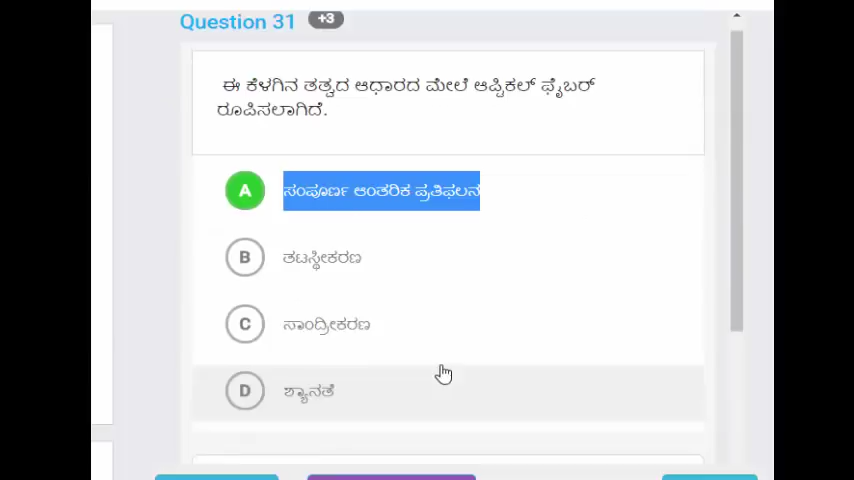 Question 31 +3
ಈ ಕೆಳಗಿನ ತತ್ವದ ಆಧಾರದ ಮೇಲೆ ಆಪ್ಟಿಕಲ್ ಫೈಬರ್
ರೂಪಿಸಲಾಗಿದೆ.
A ಸಂಪೂರ್ಣ ಆಂತರಿಕ ಪ್ರತಿಫಲನ
B ತಟಸ್ಥೀಕರಣ
C ಸಾಂದ್ರೀಕರಣ
D ಶ್ಯಾನತೆ